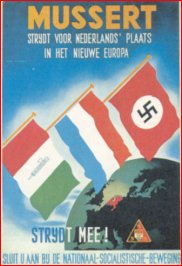 MUSSERT
STRYDT VOOR NEDERLANDS' PLAATS
IN HET NIEUWE EUROPA
STRYDT MEE!
SLUIT U AAN BIJ DE NATIONAAL-SOCIALISTISCHE-BEWEGING